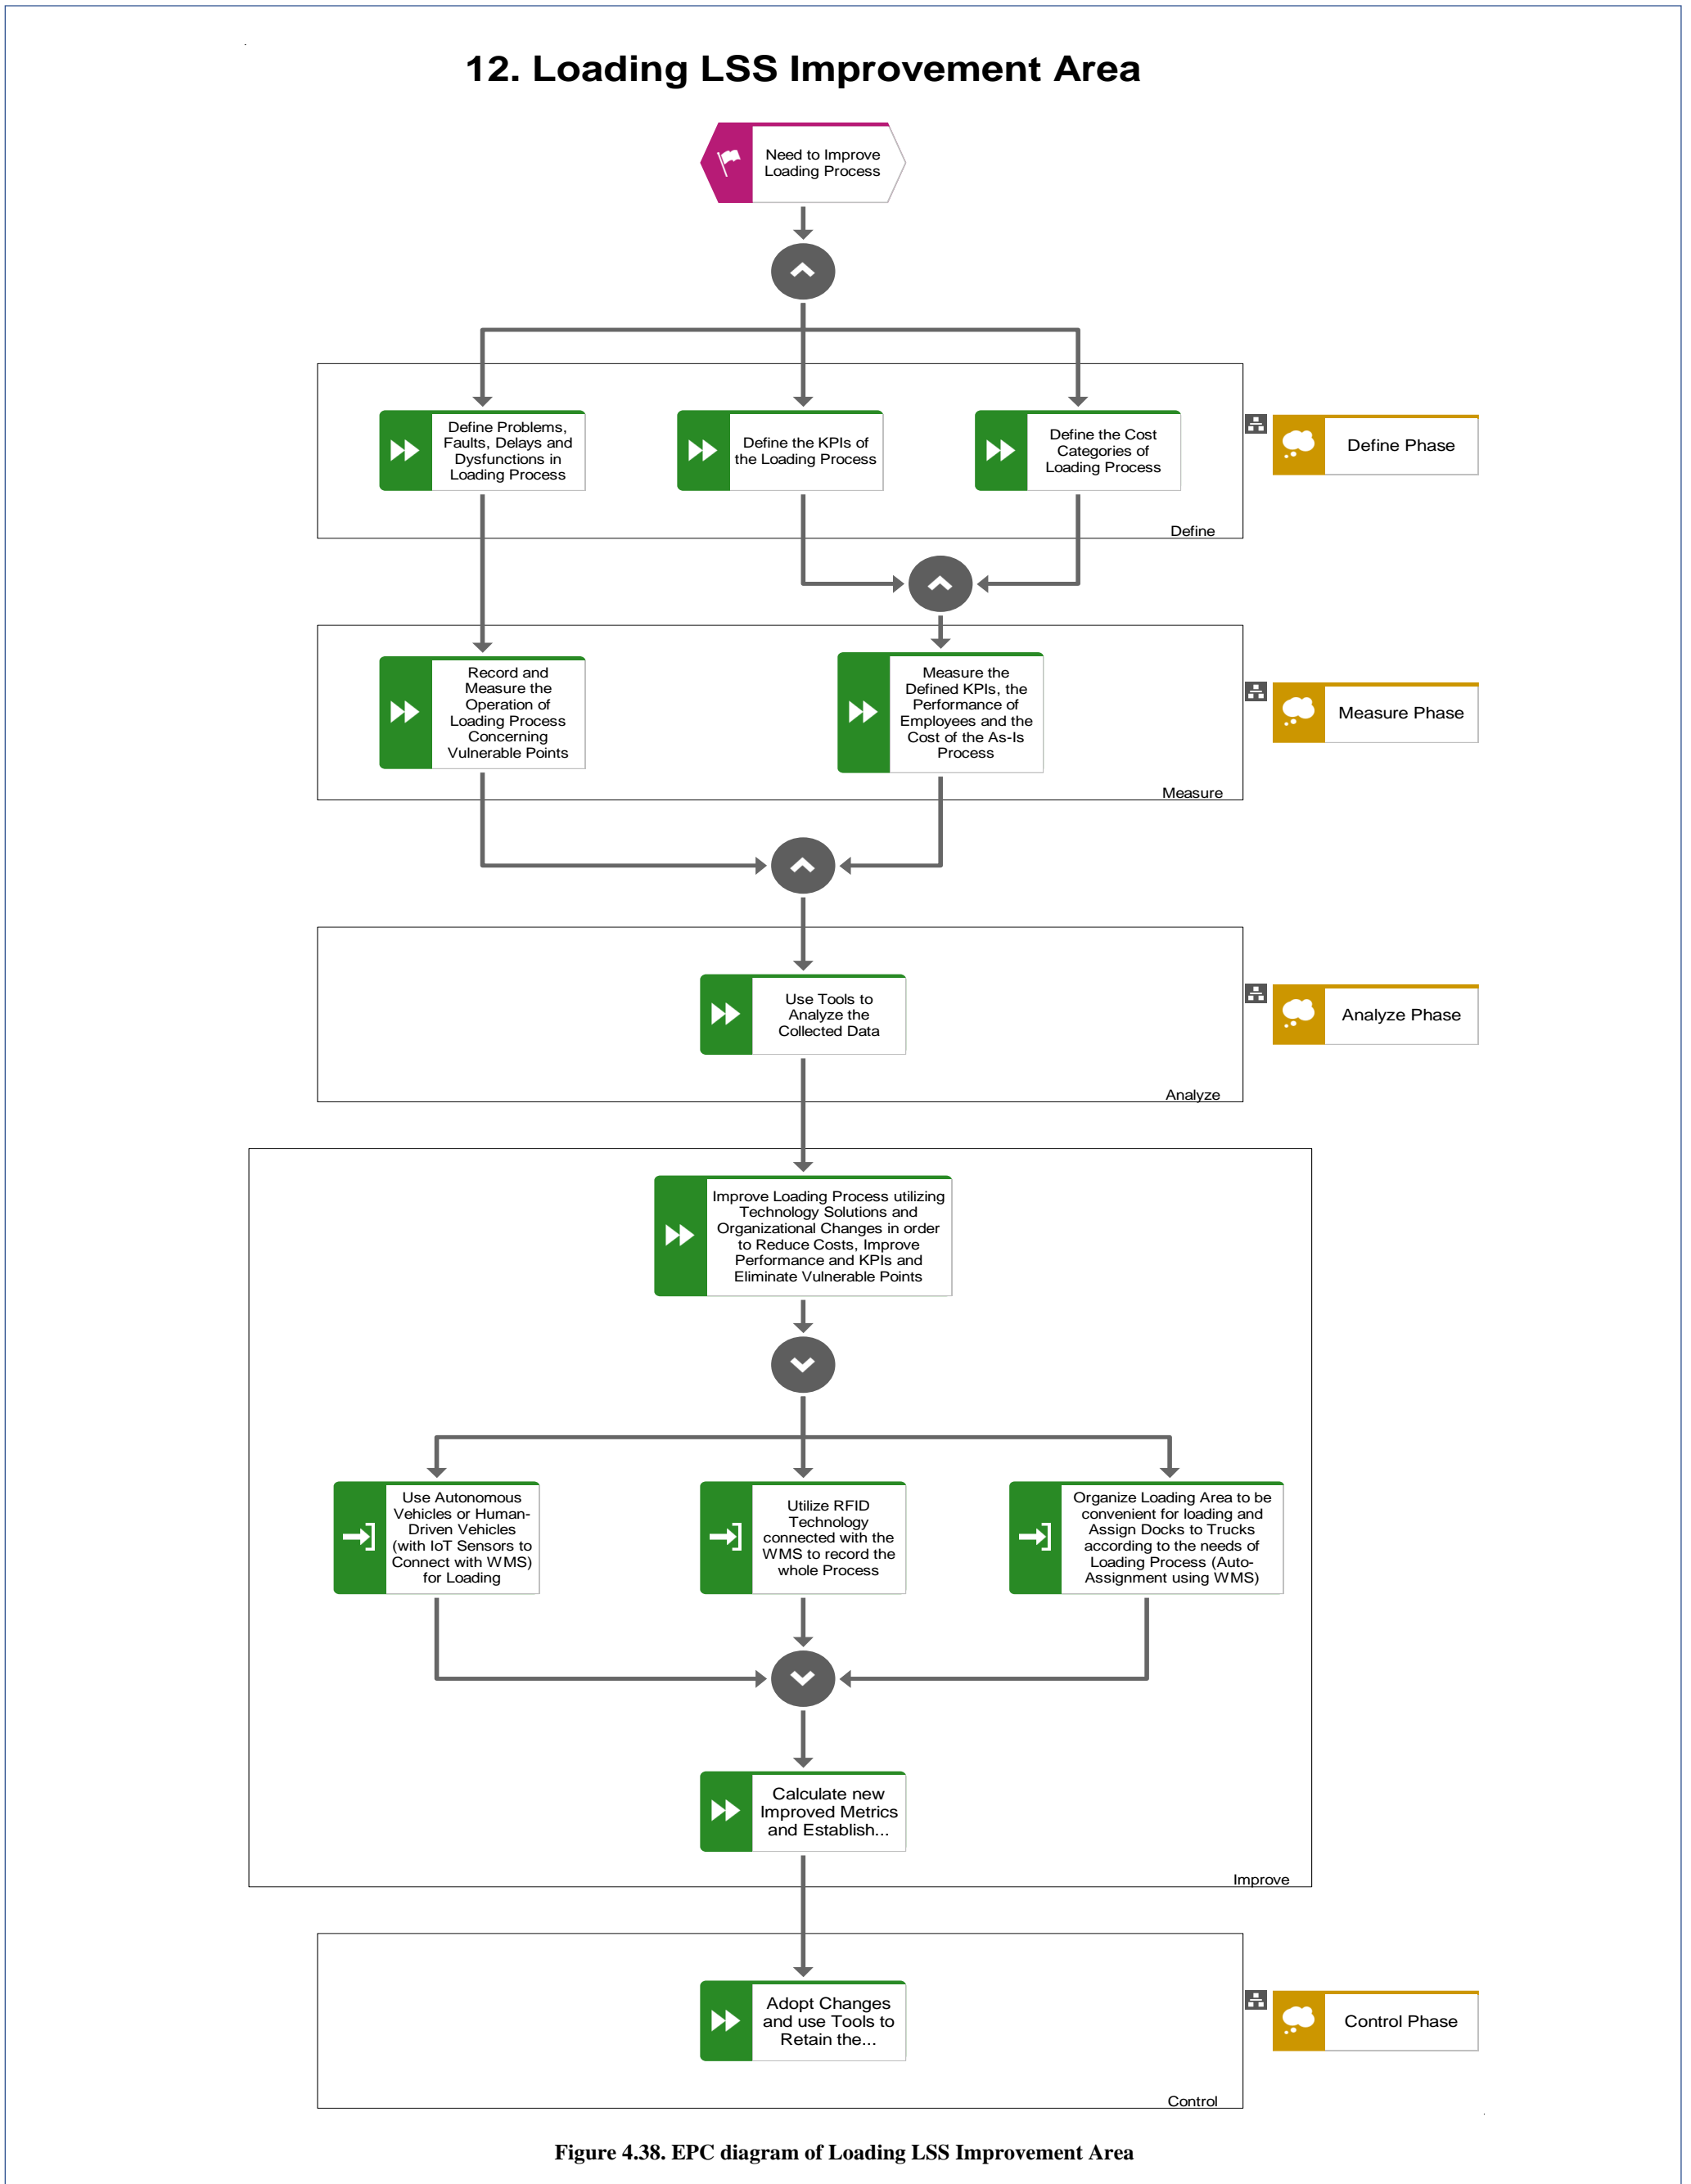 12. Loading LSS Improvement Area
Need to Improve
Loading Process
Define Problems,
Faults, Delays and
Dysfunctions in
Loading Process
Define the KPIs of
the Loading Process
Define the Cost
Categories of
Loading Process
Define Phase
Define
Record and
Measure the
Operation of
Loading Process
Concerning
Vulnerable Points
Measure the
Defined KPIs, the
Performance of
Employees and the
Cost of the As-Is
Process
Measure Phase
Measure
Use Tools to
Analyze the
Collected Data
Analyze Phase
Analyze
Improve Loading Process utilizing
Technology Solutions and
Organizational Changes in order
to Reduce Costs, Improve
Performance and KPIs and
Eliminate Vulnerable Points
Use Autonomous
Vehicles or Human-
Driven Vehicles
(with IoT Sensors to
Connect with WMS)
for Loading
Utilize RFID
Technology
connected with the
WMS to record the
whole Process
Organize Loading Area to be
convenient for loading and
Assign Docks to Trucks
according to the needs of
Loading Process (Auto-
Assignment using WMS)
Calculate new
Improved Metrics
and Establish...
Improve
Adopt Changes
and use Tools to
Retain the...
Control Phase
Control
Figure 4.38. EPC diagram of Loading LSS Improvement Area